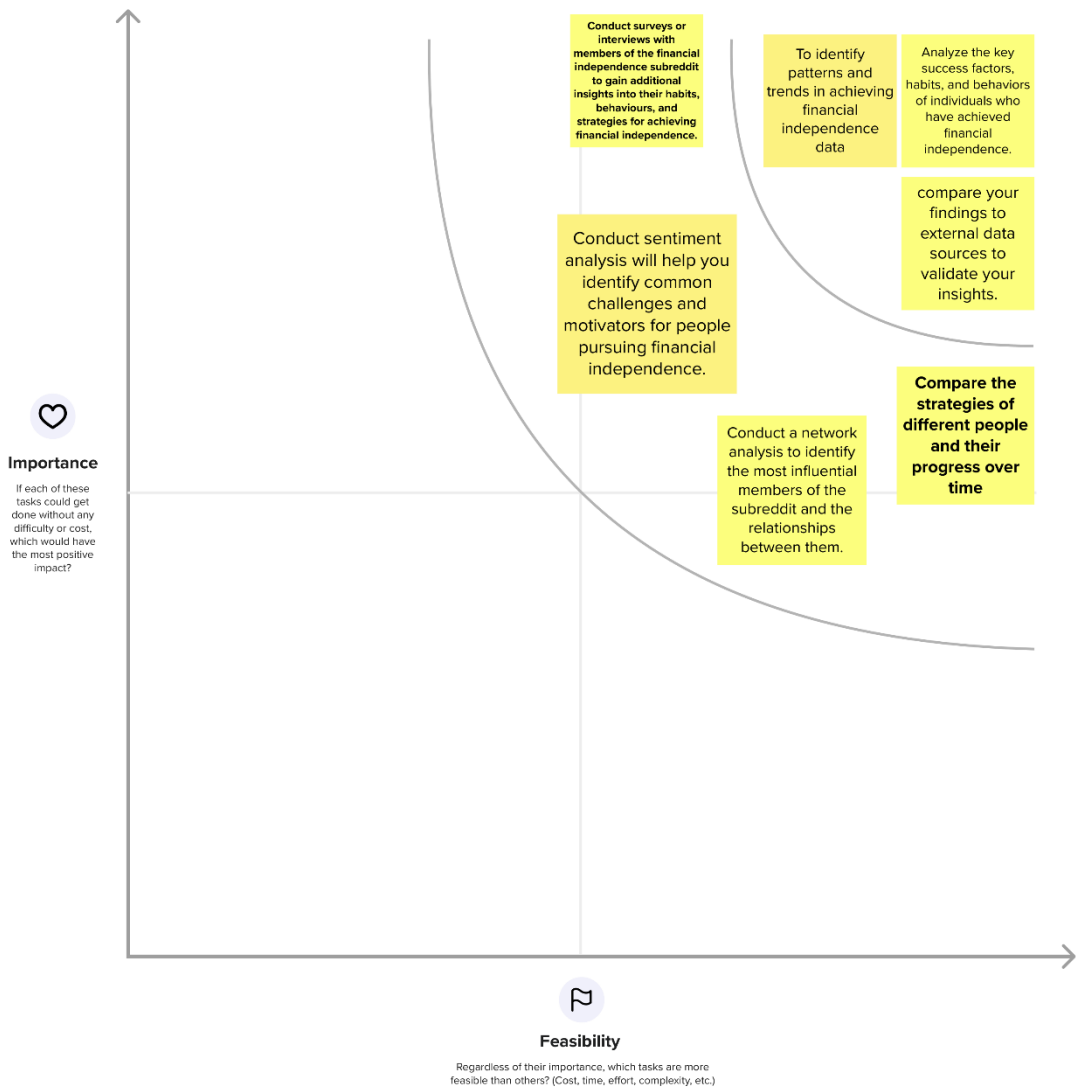 Conduct surveys or
interviews with
members of the financial
independence subreddit
to gain additional
insights into their habits,
behaviours, and
strategies for achieving
financial independence.
To identify
patterns and
trends in achieving
financial
independence
data
Analyze the key
success factors,
habits, and behaviors
of individuals who
have achieved
financial
independence.
compare your
findings to
external data
sources to
validate your
insights.
Conduct sentiment
analysis will help you
identify common
challenges and
motivators for people
pursuing financial
independence.
Compare the
strategies of
different people
and their
progress over
time
Conduct a network
analysis to identify
the most influential
members of the
subreddit and the
relationships
between them.
Importance
If each of these
tasks could get
done without any
difficulty or cost,
which would have
the most positive
impact?
Feasibility
Regardless of their importance, which tasks are more
feasible than others? (Cost, time, effort, complexity, etc.)